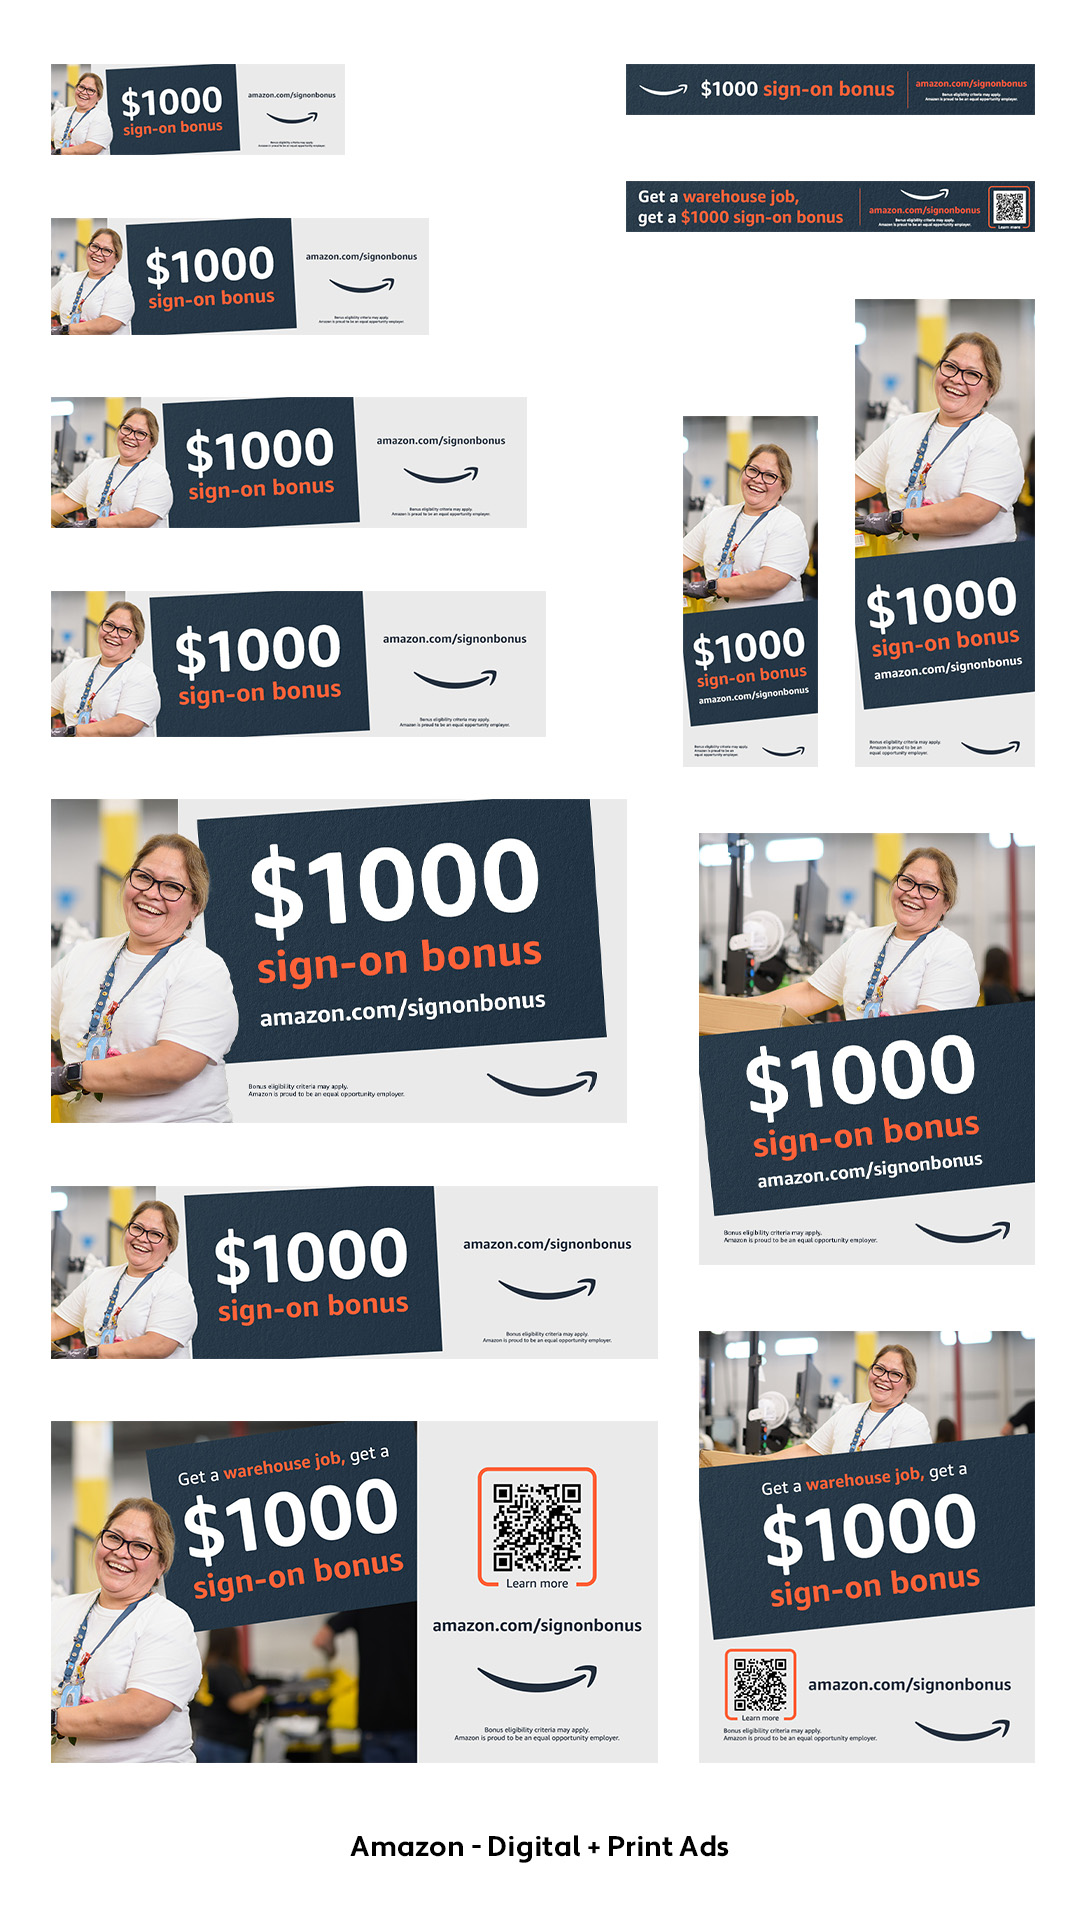 $1000
sign-on bonus
amazon.com/signonbonus
Bonus eligibility criteria may apply.
Amazon is proud to be an equal opportunity employer.
$1000 sign-on bonus
amazon.com/signonbonus
Bonus eligibility criteria may apply.
Amazon is proud to be an equal opportunity employer.
Get a warehouse job,
get a $1000 sign-on bonus
amazon.com/signonbonus
Bonus eligibility criteria may apply.
Amazon is proud to be an equal opportunity employer.
Learn more
$1000
sign-on bonus
amazon.com/signonbonus
Bonus eligibility criteria may apply.
Amazon is proud to be an equal opportunity employer.
$1000
sign-on bonus
amazon.com/signonbonus
Bonus eligibility criteria may apply.
Amazon is proud to be an equal opportunity employer.
$1000
sign-on bonus
amazon.com/signonbonus
Bonus eligibility criteria may apply.
Amazon is proud to be an equal opportunity employer.
$1000
sign-on bonus
amazon.com/signonbonus
Bonus eligibility criteria may apply.
Amazon is proud to be an
equal opportunity employer.
$1000
sign-on bonus
amazon.com/signonbonus
Bonus eligibility criteria may apply.
Amazon is proud to be an
equal opportunity employer.
$1000
sign-on bonus
amazon.com/signonbonus
Bonus eligibility criteria may apply.
Amazon is proud to be an equal opportunity employer.
$1000
sign-on bonus
amazon.com/signonbonus
Bonus eligibility criteria may apply.
Amazon is proud to be an equal opportunity employer.
$1000
sign-on bonus
amazon.com/signonbonus
Bonus eligibility criteria may apply.
Amazon is proud to be an equal opportunity employer.
Get a warehouse job, get a
$1000
sign-on bonus
Learn more
amazon.com/signonbonus
Bonus eligibility criteria may apply.
Amazon is proud to be an equal opportunity employer.
Get a warehouse job, get a
$1000
sign-on bonus
Learn more
amazon.com/signonbonus
Bonus eligibility criteria may apply.
Amazon is proud to be an equal opportunity employer.
Amazon - Digital + Print Ads